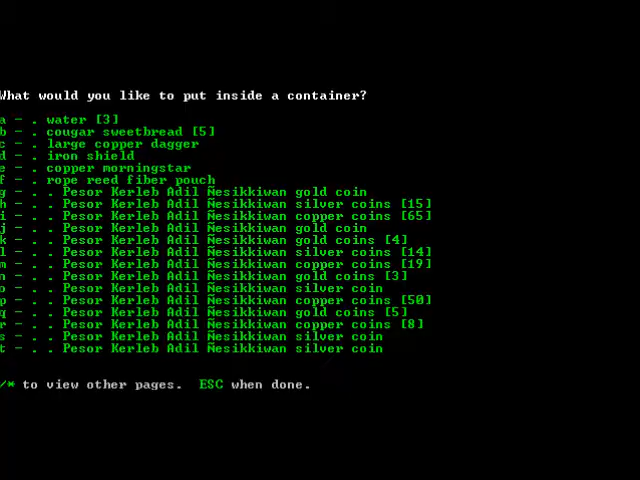 What would you like to put inside a container?
a - . water [3]
b - . cougar sweetbread [5]
c - . large copper dagger
d - . iron shield
e - . copper morningstar
f - . rope reed fiber pouch
g - . . Pesor Kerleb Adil Ñesikkiwan gold coin
h - . . Pesor Kerleb Adil Ñesikkiwan silver coins [15]
i - . . Pesor Kerleb Adil Ñesikkiwan copper coins [65]
j - . . Pesor Kerleb Adil Ñesikkiwan gold coin
k - . . Pesor Kerleb Adil Ñesikkiwan gold coins [4]
l - . . Pesor Kerleb Adil Ñesikkiwan silver coins [14]
m - . . Pesor Kerleb Adil Ñesikkiwan copper coins [19]
n - . . Pesor Kerleb Adil Ñesikkiwan gold coins [3]
o - . . Pesor Kerleb Adil Ñesikkiwan silver coin
p - . . Pesor Kerleb Adil Ñesikkiwan copper coins [50]
q - . . Pesor Kerleb Adil Ñesikkiwan gold coins [5]
r - . . Pesor Kerleb Adil Ñesikkiwan copper coins [8]
s - . . Pesor Kerleb Adil Ñesikkiwan silver coin
t - . . Pesor Kerleb Adil Ñesikkiwan silver coin
/* to view other pages. ESC when done.